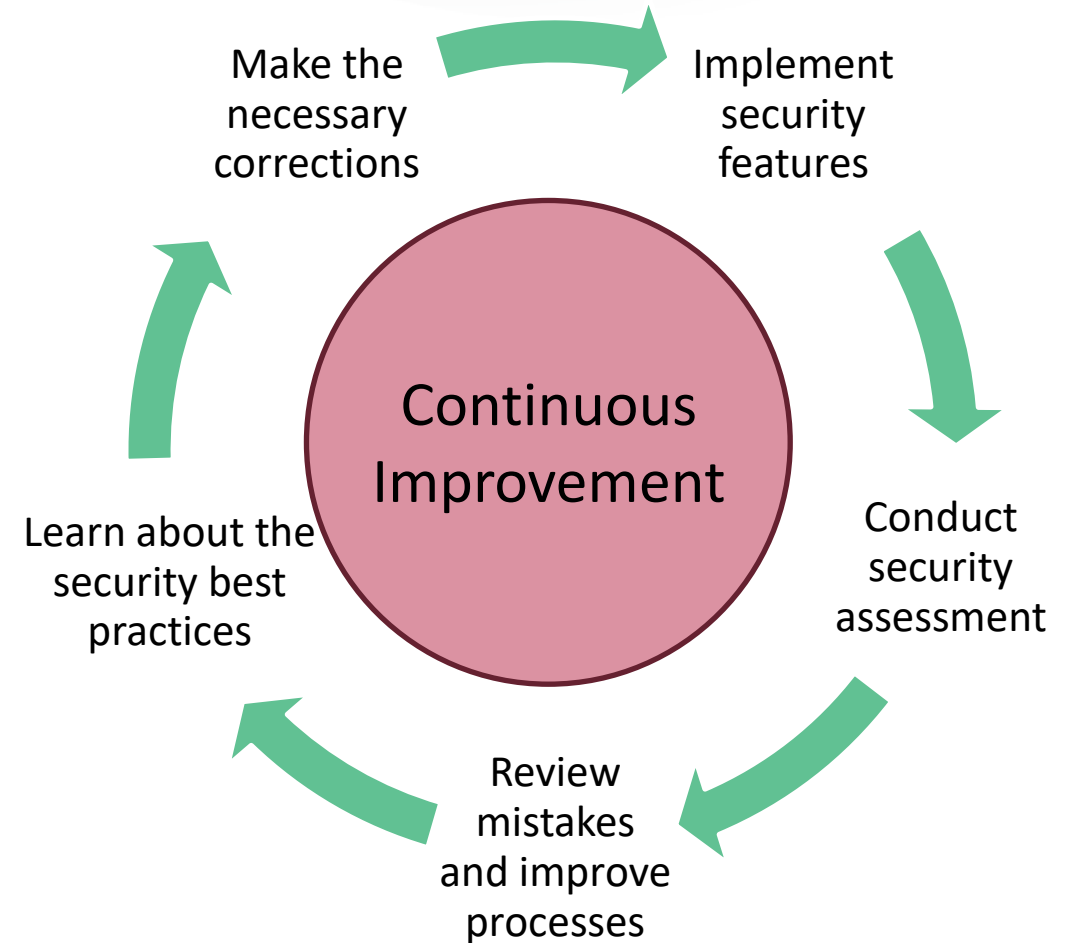 Make the
necessary
corrections
Implement
security
features
Continuous
Improvement
Conduct
security
assessment
Learn about the
security best
practices
Review
mistakes
and improve
processes